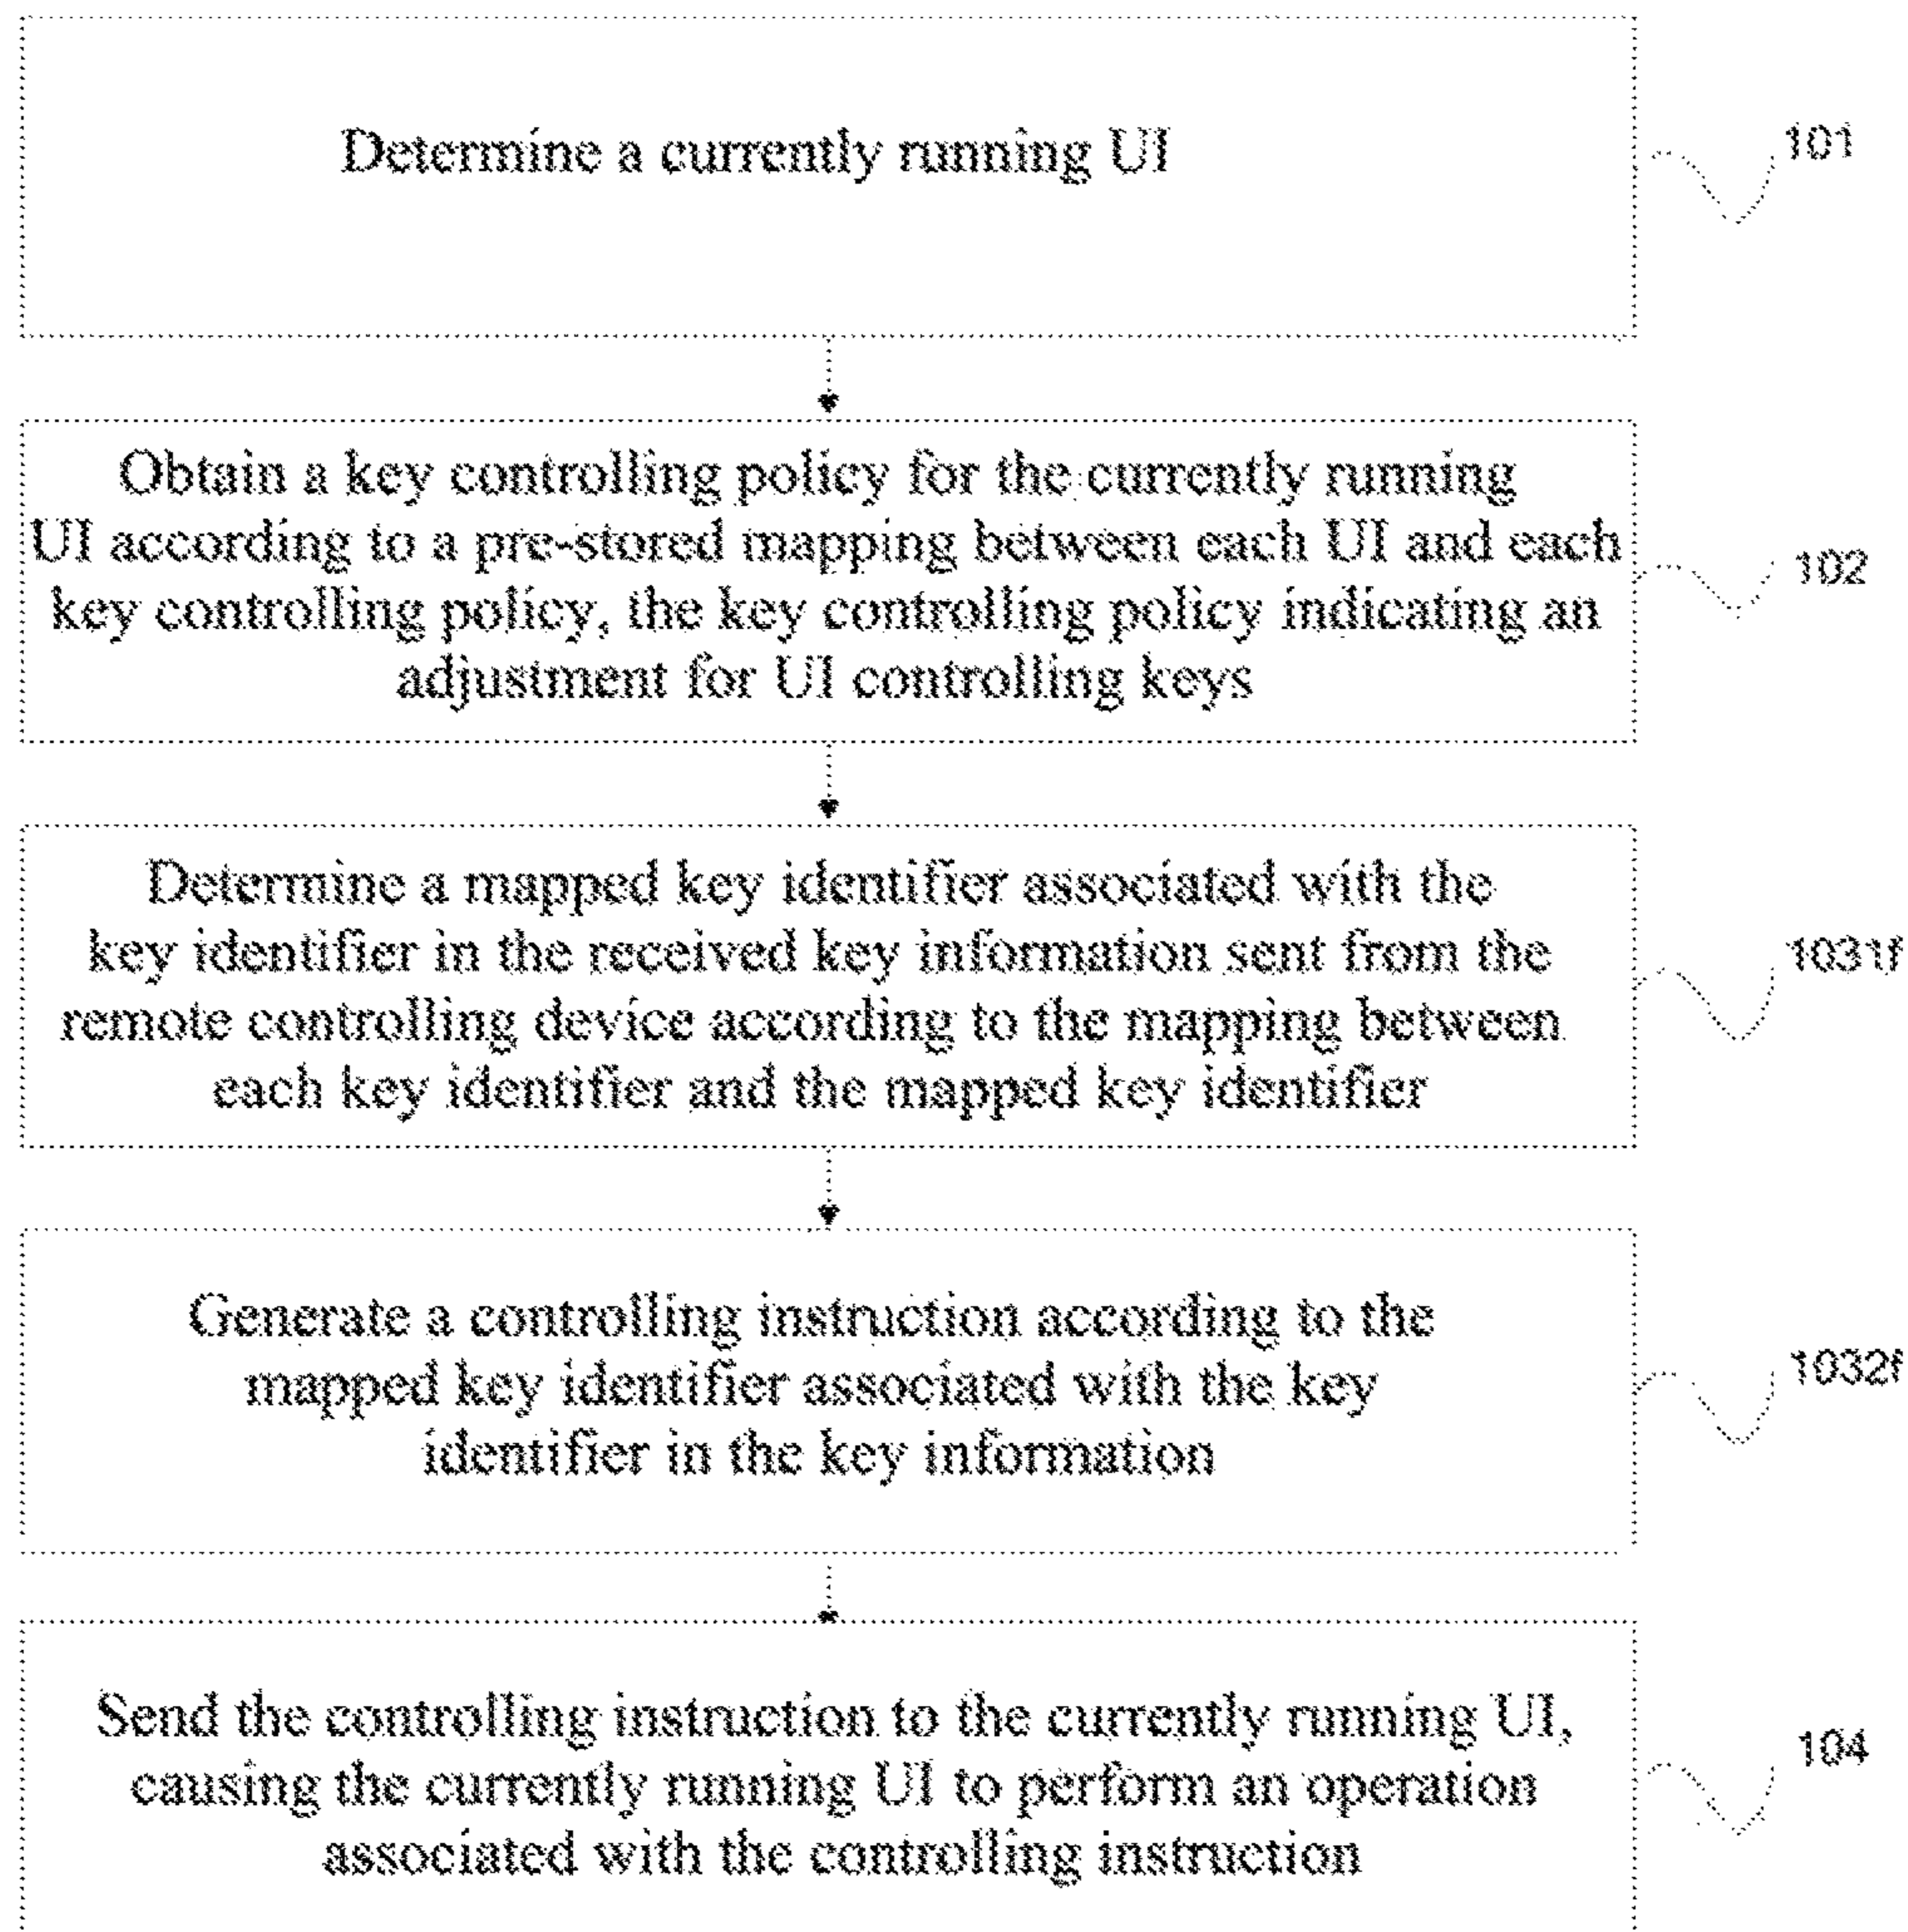 Determine a currently running UI
101
Obtain a key controlling policy for the currently running
UI according to a pre-stored mapping between each UI and each
key controlling policy, the key controlling policy indicating an
adjustment for UI controlling keys
102
Determine a mapped key identifier associated with the
key identifier in the received key information sent from the
remote controlling device according to the mapping between
each key identifier and the mapped key identifier
1031f
Generate a controlling instruction according to the
mapped key identifier associated with the key
identifier in the key information
1032f
Send the controlling instruction to the currently running UI,
causing the currently running UI to perform an operation
associated with the controlling instruction
104